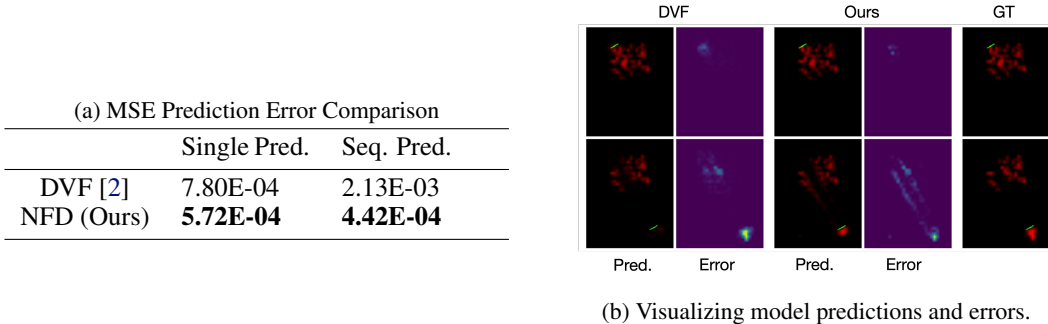 (a) MSE Prediction Error Comparison
Single Pred. Seq. Pred.
DVF [2] 7.80E-04 2.13E-03
NFD (Ours) 5.72E-04 4.42E-04
DVF Ours GT
Pred. Error Pred. Error
(b) Visualizing model predictions and errors.